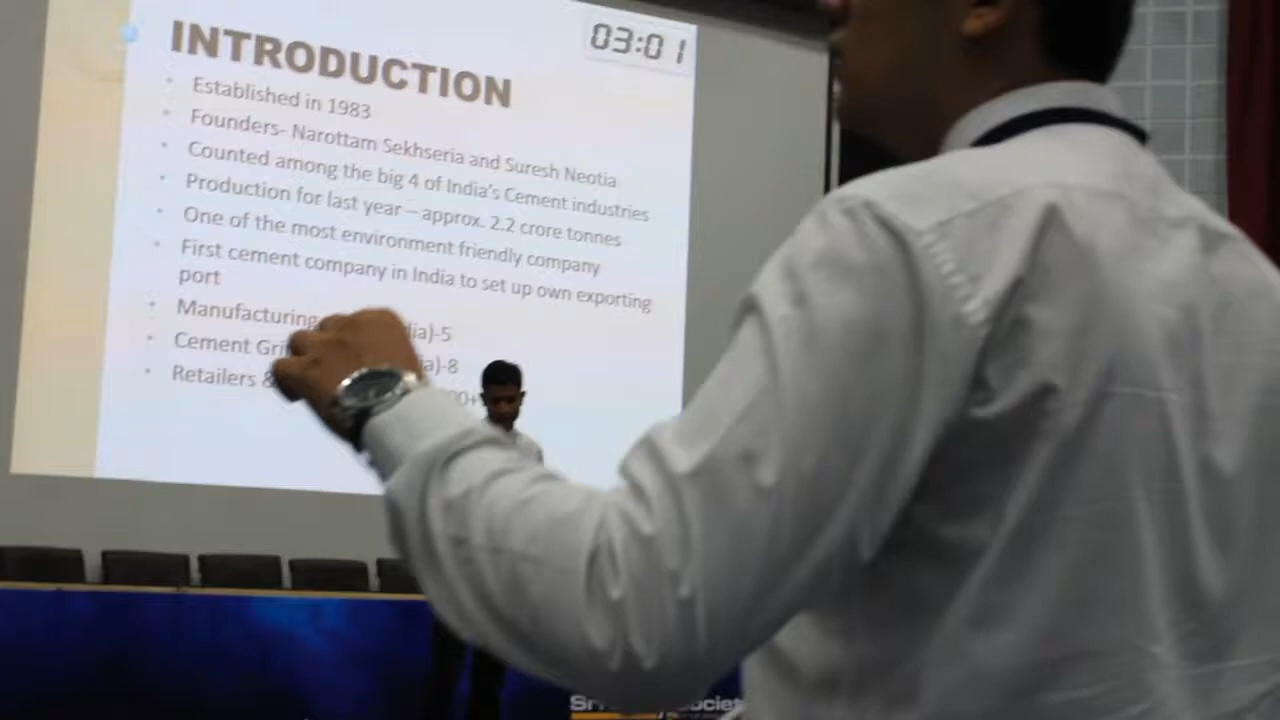 03:01
INTRODUCTION
• Established in 1983
• Founders- Narottam Sekhseria and Suresh Neotia
• Counted among the big 4 of India's Cement industries
• Production for last year – approx. 2.2 crore tonnes
• One of the most environment friendly company
• First cement company in India to set up own exporting
port
• Manufacturing dia)-5
• Cement Gri ia)-8
• Retailers & 00+